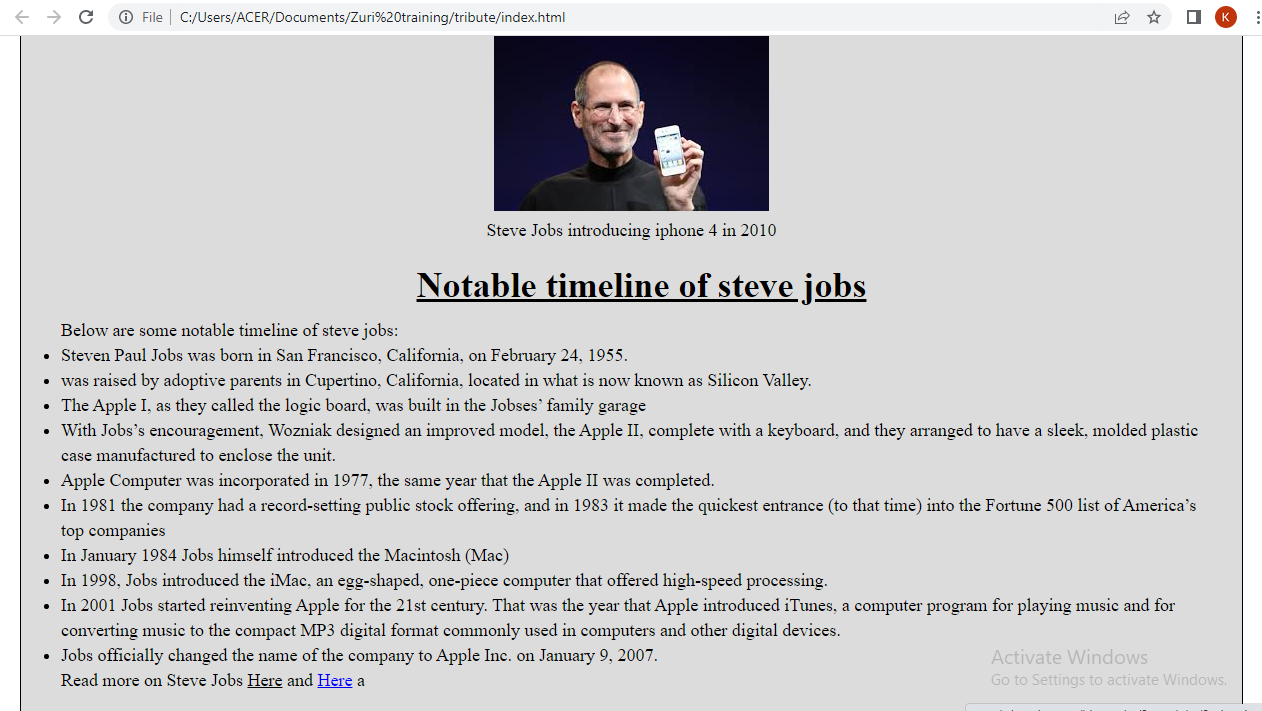 File
C:/Users/ACER/Documents/Zuri%20training/tribute/index.html
K
Steve Jobs introducing iphone 4 in 2010
Notable timeline of steve jobs
Below are some notable timeline of steve jobs:
• Steven Paul Jobs was born in San Francisco, California, on February 24, 1955.
• was raised by adoptive parents in Cupertino, California, located in what is now known as Silicon Valley.
• The Apple I, as they called the logic board, was built in the Jobses’ family garage
• With Jobs’s encouragement, Wozniak designed an improved model, the Apple II, complete with a keyboard, and they arranged to have a sleek, molded plastic
case manufactured to enclose the unit.
• Apple Computer was incorporated in 1977, the same year that the Apple II was completed.
• In 1981 the company had a record-setting public stock offering, and in 1983 it made the quickest entrance (to that time) into the Fortune 500 list of America’s
top companies
• In January 1984 Jobs himself introduced the Macintosh (Mac)
• In 1998, Jobs introduced the iMac, an egg-shaped, one-piece computer that offered high-speed processing.
• In 2001 Jobs started reinventing Apple for the 21st century. That was the year that Apple introduced iTunes, a computer program for playing music and for
converting music to the compact MP3 digital format commonly used in computers and other digital devices.
• Jobs officially changed the name of the company to Apple Inc. on January 9, 2007.
Read more on Steve Jobs Here and Here a
Activate Windows
Go to Settings to activate Windows.